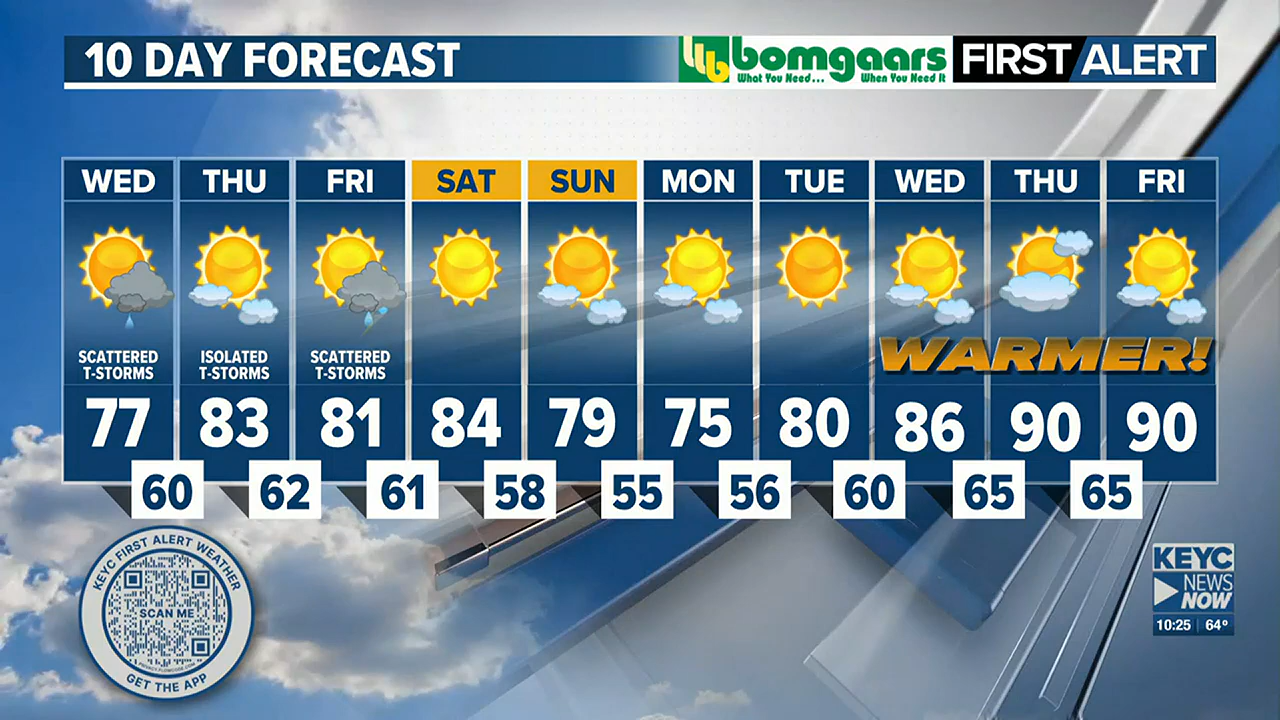 10 DAY FORECAST
bomgaars
What You Need... When You Need It
FIRST ALERT
WED THU FRI SAT SUN MON TUE WED THU FRI
SCATTERED T-STORMS
ISOLATED T-STORMS
SCATTERED T-STORMS
WARMER!
77 83 81 84 79 75 80 86 90 90
60 62 61 58 55 56 60 65 65
KEYC FIRST ALERT WEATHER
SCAN ME
GET THE APP
KEYC
NEWS
NOW
10:25 64°